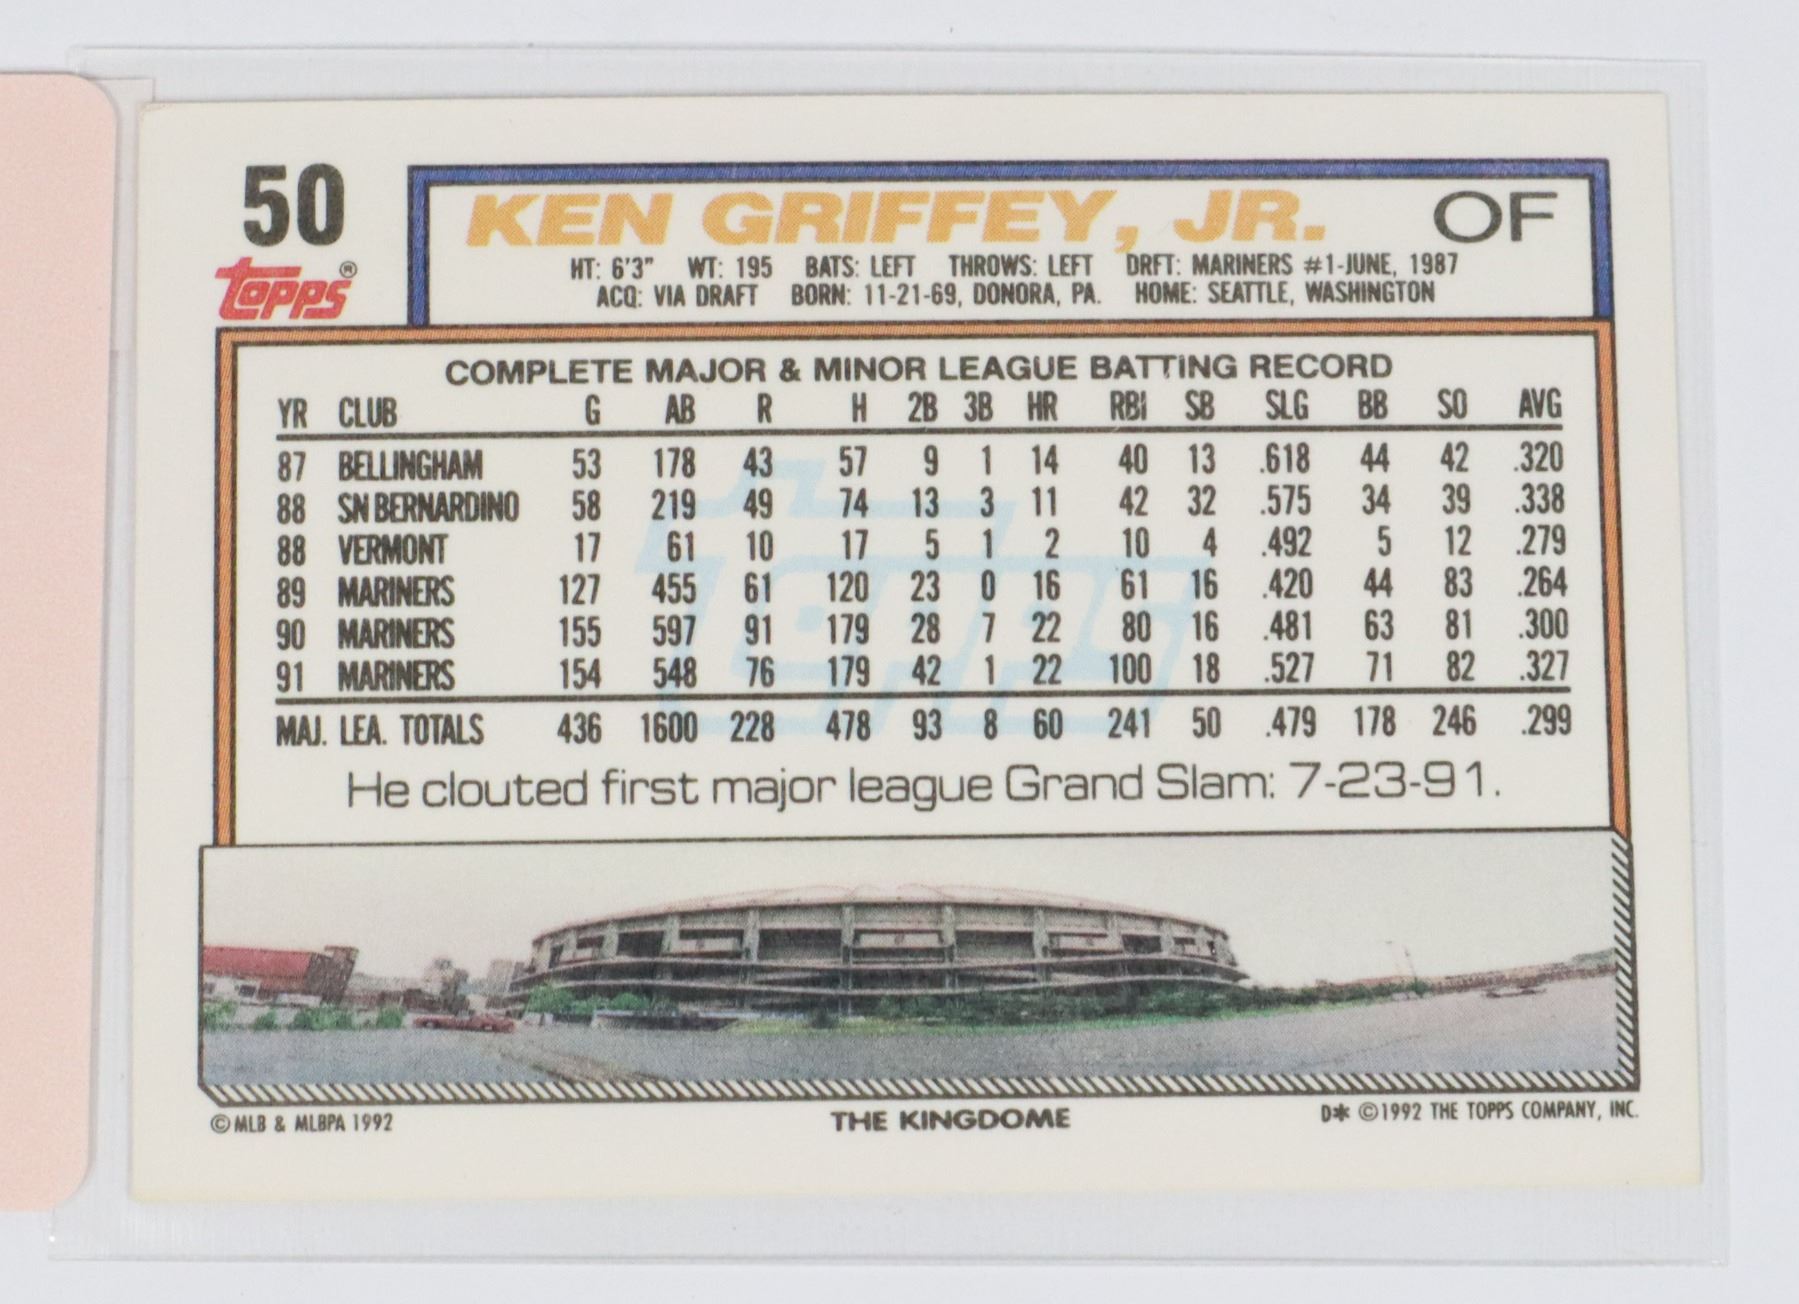 50
Topps®
KEN GRIFFEY, JR. OF
HT: 6'3" WT: 195 BATS: LEFT THROWS: LEFT DRFT: MARINERS #1-JUNE, 1987
ACQ: VIA DRAFT BORN: 11-21-69, DONORA, PA. HOME: SEATTLE, WASHINGTON
COMPLETE MAJOR & MINOR LEAGUE BATTING RECORD
YR CLUB G AB R H 2B 3B HR RBI SB SLG BB SO AVG
87 BELLINGHAM 53 178 43 57 9 1 14 40 13 .618 44 42 .320
88 SN BERNARDINO 58 219 49 74 13 3 11 42 32 .575 34 39 .338
88 VERMONT 17 61 10 17 5 1 2 10 4 .492 5 12 .279
89 MARINERS 127 455 61 120 23 0 16 61 16 .420 44 83 .264
90 MARINERS 155 597 91 179 28 7 22 80 16 .481 63 81 .300
91 MARINERS 154 548 76 179 42 1 22 100 18 .527 71 82 .327
MAJ. LEA. TOTALS 436 1600 228 478 93 8 60 241 50 .479 178 246 .299
Topps
He clouted first major league Grand Slam: 7-23-91.
© MLB & MLBPA 1992 THE KINGDOME D* © 1992 THE TOPPS COMPANY, INC.